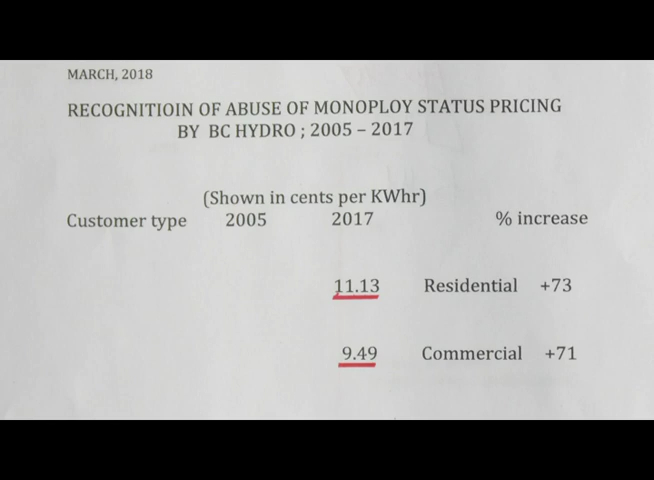 MARCH, 2018
RECOGNITIOIN OF ABUSE OF MONOPLOY STATUS PRICING
BY BC HYDRO ; 2005 – 2017
(Shown in cents per KWhr)
Customer type 2005 2017 % increase
11.13 Residential +73
9.49 Commercial +71